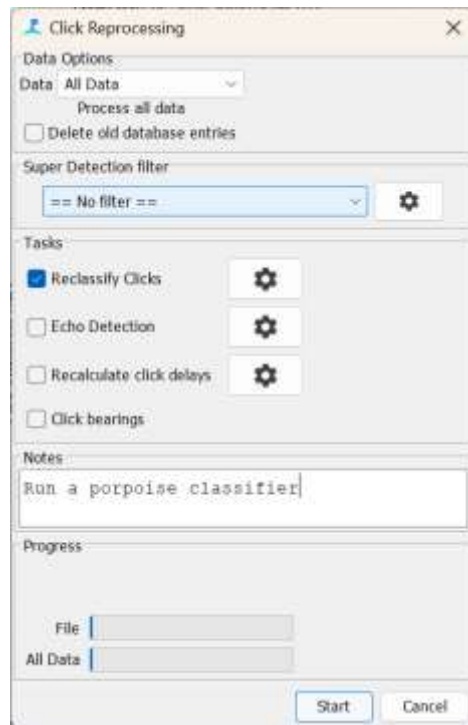 Click Reprocessing
Data Options
Data All Data
Process all data
Delete old database entries
Super Detection filter
== No filter ==
Tasks
Reclassify Clicks
Echo Detection
Recalculate click delays
Click bearings
Notes
Run a porpoise classifier
Progress
File
All Data
Start Cancel